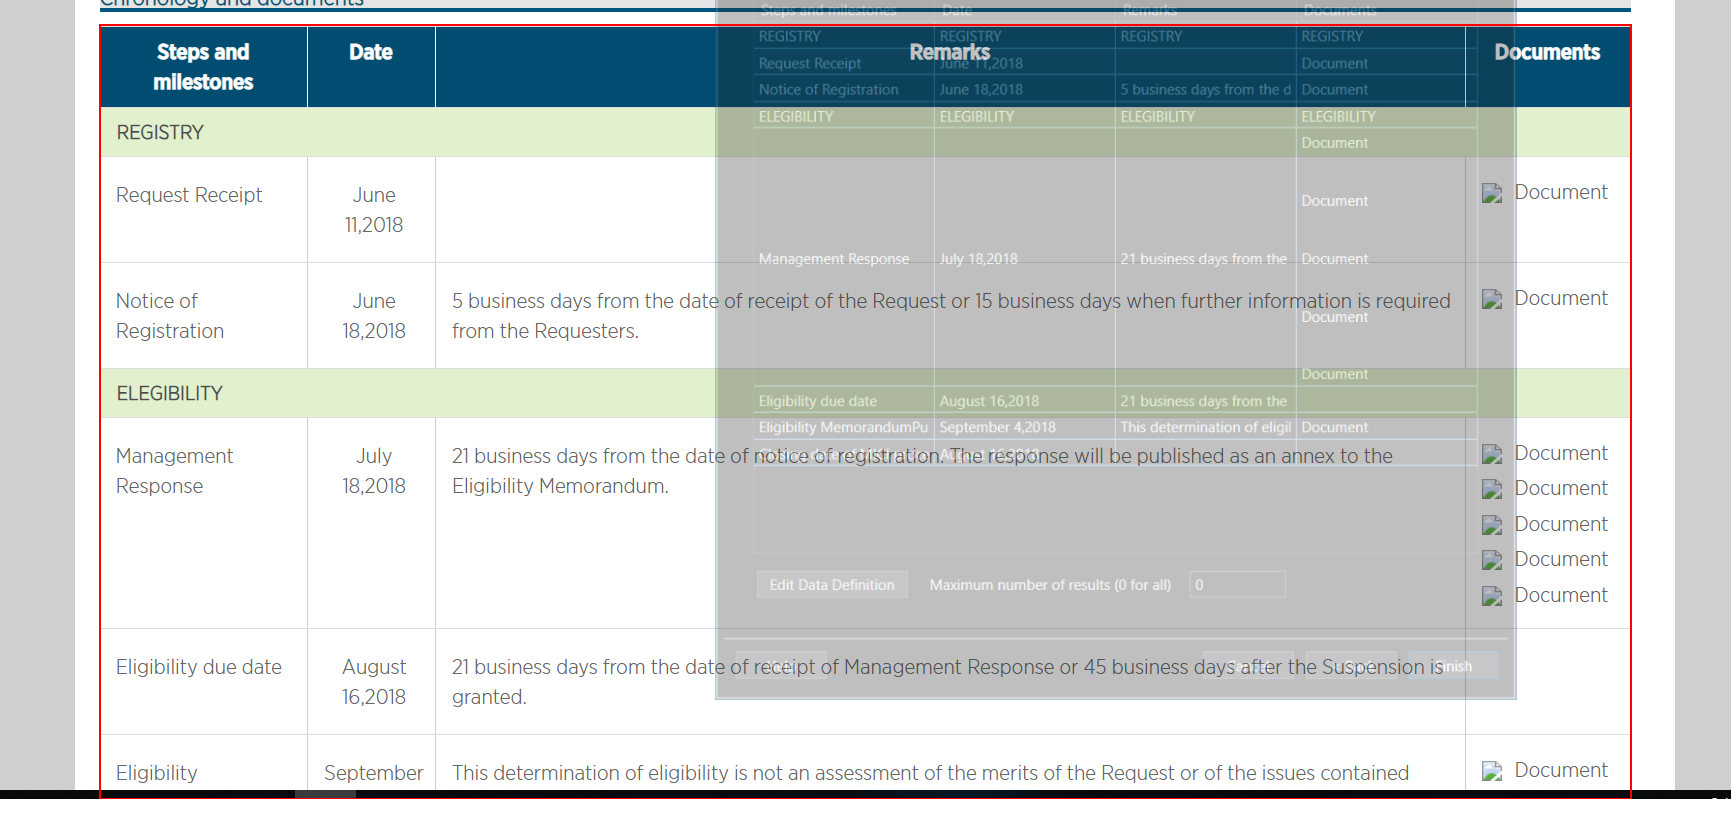 Chronology and documents
Steps and milestones Date Remarks Documents
REGISTRY
Request Receipt June 11,2018 Document
Notice of Registration June 18,2018 5 business days from the date of receipt of the Request or 15 business days when further information is required
from the Requesters. Document
ELEGIBILITY
Management Response July 18,2018 21 business days from the date of notice of registration. The response will be published as an annex to the
Eligibility Memorandum. Document
Document
Document
Document
Document
Eligibility due date August 16,2018 21 business days from the date of receipt of Management Response or 45 business days after the Suspension is
granted.
Eligibility September This determination of eligibility is not an assessment of the merits of the Request or of the issues contained Document
Steps and milestones Date Remarks Documents
REGISTRY REGISTRY REGISTRY REGISTRY
Request Receipt June 11,2018 Document
Notice of Registration June 18,2018 5 business days from the d Document
ELEGIBILITY ELEGIBILITY ELEGIBILITY ELEGIBILITY
Document
Document
Management Response July 18,2018 21 business days from the Document
Document
Document
Eligibility due date August 16,2018 21 business days from the
Eligibility MemorandumPu September 4,2018 This determination of eligil Document
Edit Data Definition Maximum number of results (0 for all) 0
Finish